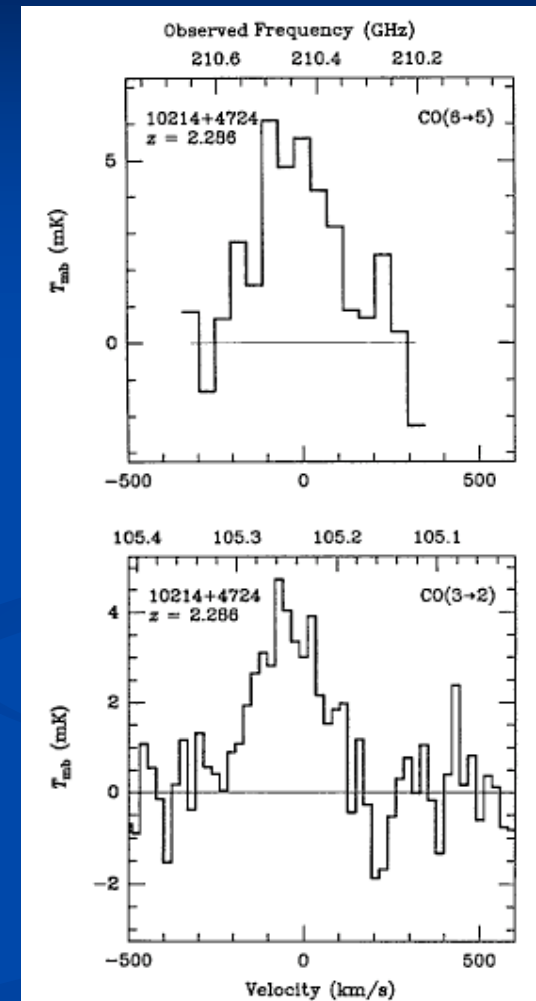 Observed Frequency (GHz)
210.6 210.4 210.2
10214+4724 CO(6→5)
z = 2.286
5
T_mb (mK)
0
−500 0 500
105.4 105.3 105.2 105.1
10214+4724 CO(3→2)
z = 2.286
4
2
T_mb (mK)
0
−2
−500 0 500
Velocity (km/s)